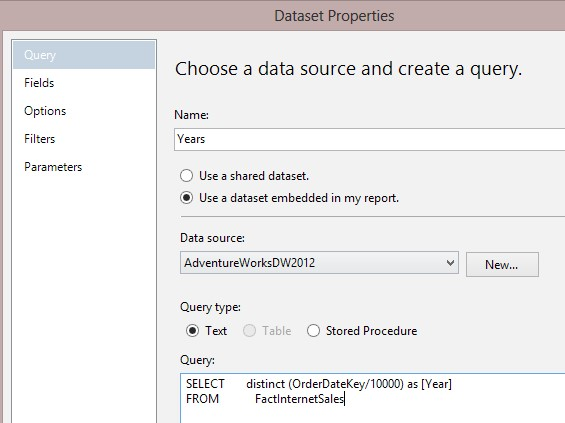 Dataset Properties
Query
Fields
Options
Filters
Parameters
Choose a data source and create a query.
Name:
Years
Use a shared dataset.
Use a dataset embedded in my report.
Data source:
AdventureWorksDW2012
New...
Query type:
Text
Table
Stored Procedure
Query:
SELECT distinct (OrderDateKey/10000) as [Year]
FROM FactInternetSales